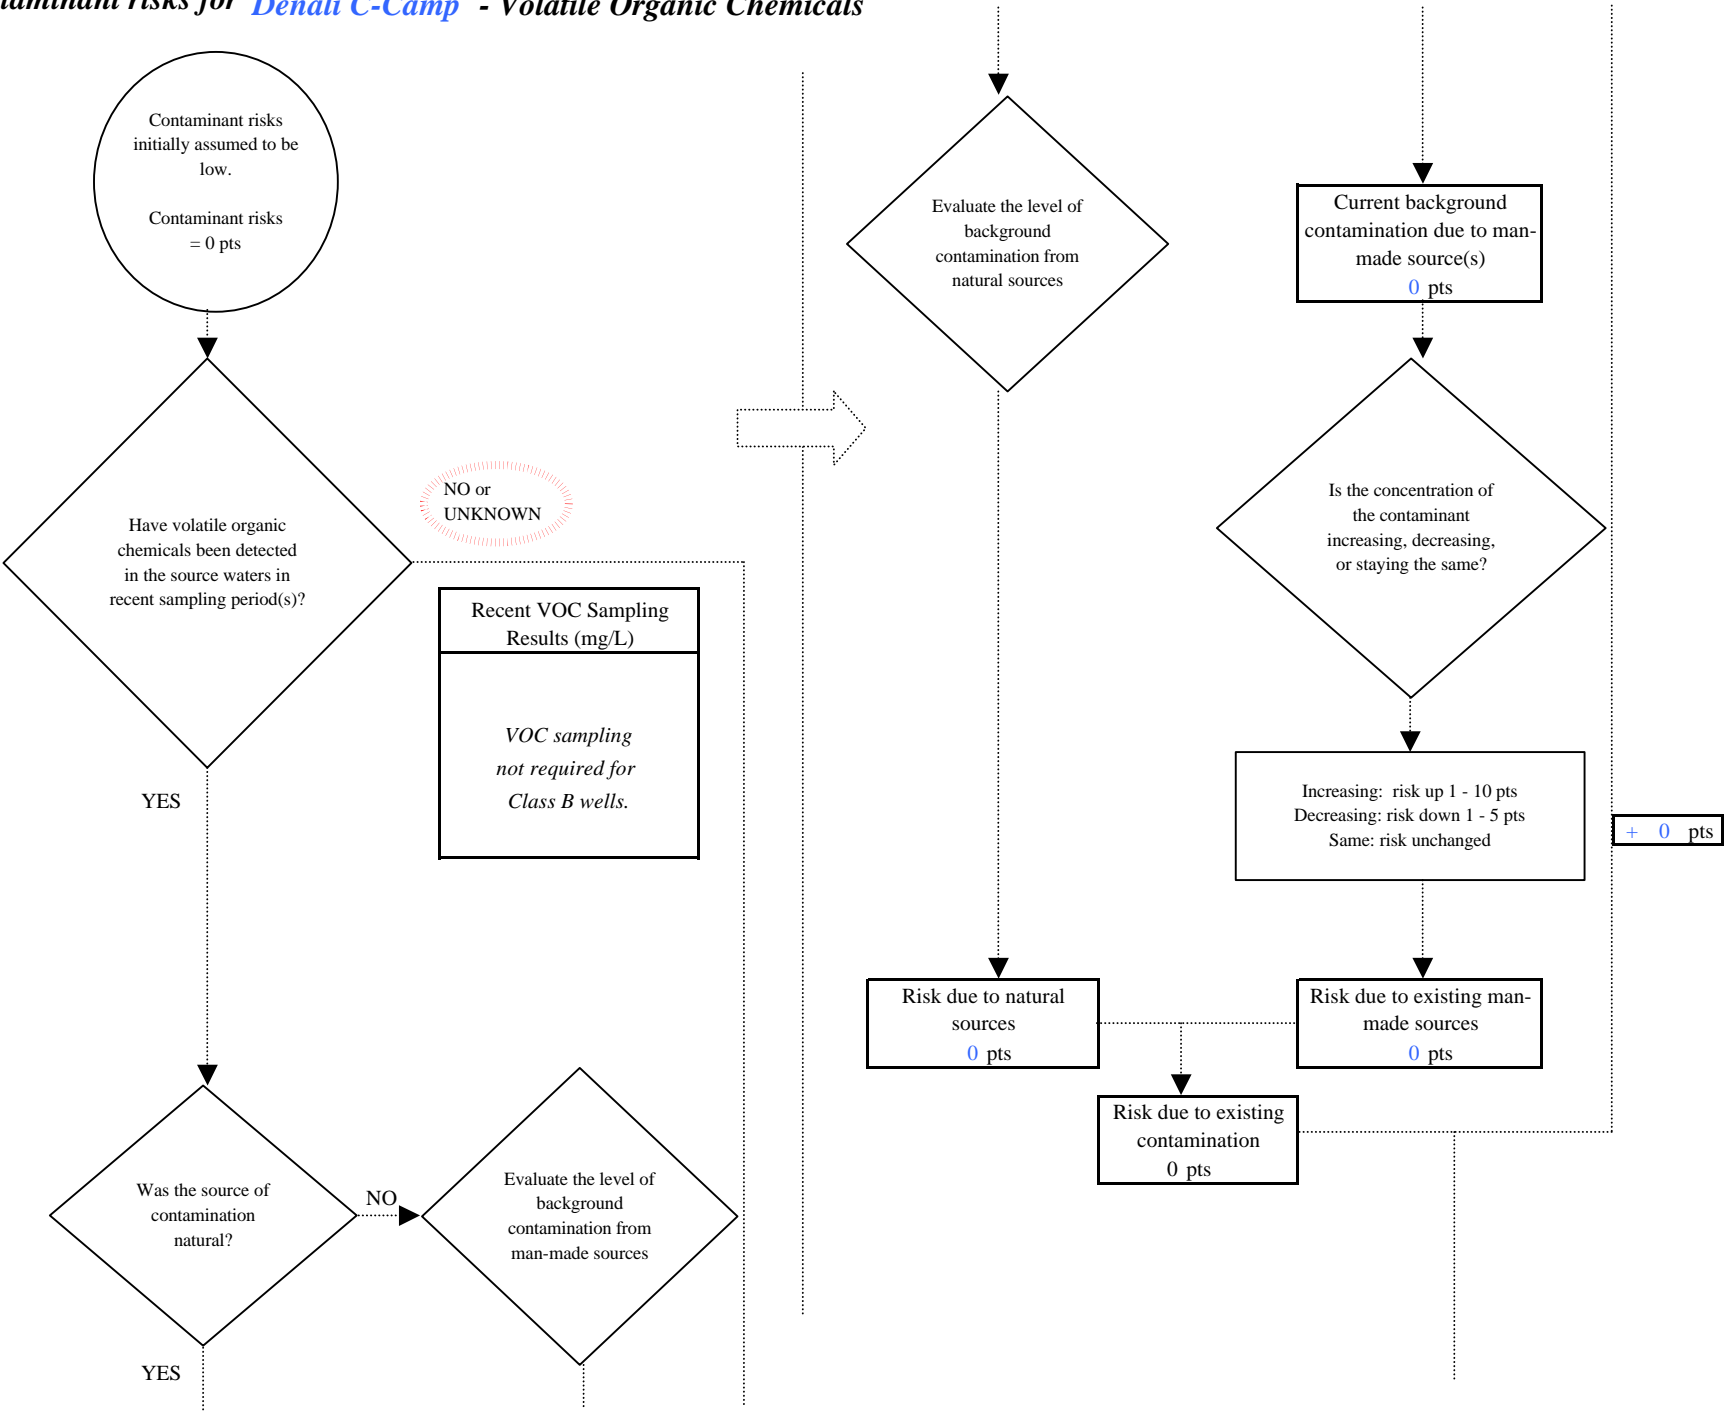 taminant risks for Denali C-Camp - Volatile Organic Chemicals
Contaminant risks
initially assumed to be
low.
Contaminant risks
= 0 pts
Have volatile organic
chemicals been detected
in the source waters in
recent sampling period(s)?
NO or
UNKNOWN
Recent VOC Sampling
Results (mg/L)
VOC sampling
not required for
Class B wells.
YES
Was the source of
contamination
natural?
NO
Evaluate the level of
background
contamination from
man-made sources
YES
Evaluate the level of
background
contamination from
natural sources
Current background
contamination due to man-
made source(s)
0 pts
Is the concentration of
the contaminant
increasing, decreasing,
or staying the same?
Increasing: risk up 1 - 10 pts
Decreasing: risk down 1 - 5 pts
Same: risk unchanged
+ 0 pts
Risk due to natural
sources
0 pts
Risk due to existing man-
made sources
0 pts
Risk due to existing
contamination
0 pts